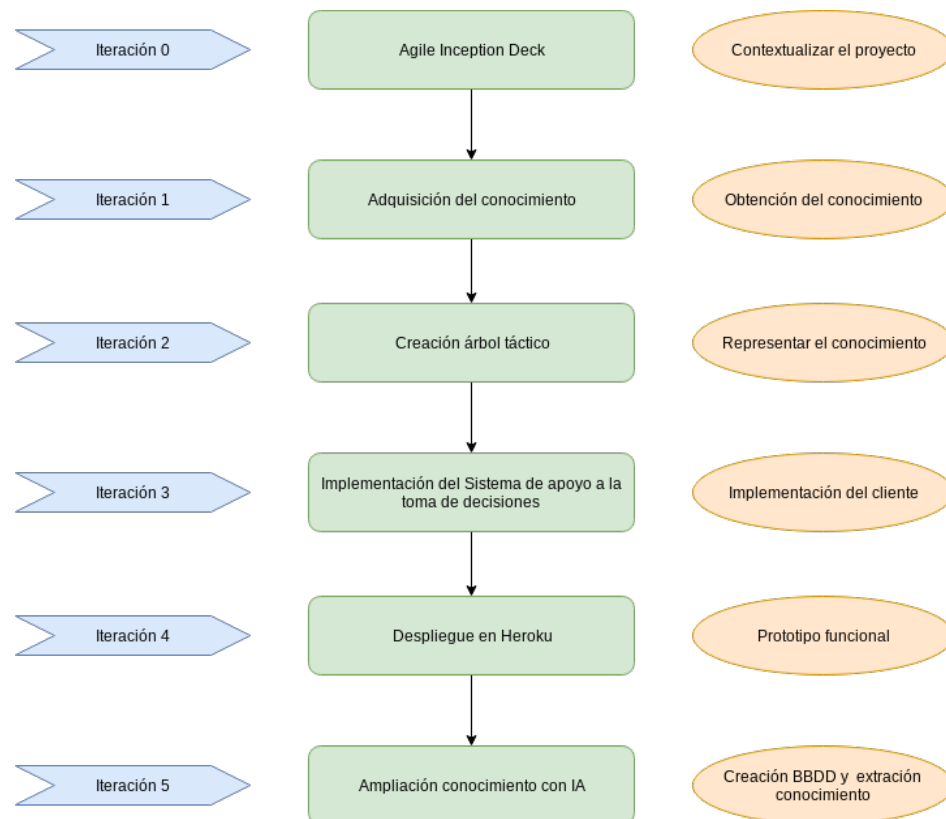 Iteración 0
Agile Inception Deck
Contextualizar el proyecto
Iteración 1
Adquisición del conocimiento
Obtención del conocimiento
Iteración 2
Creación árbol táctico
Representar el conocimiento
Iteración 3
Implementación del Sistema de apoyo a la
toma de decisiones
Implementación del cliente
Iteración 4
Despliegue en Heroku
Prototipo funcional
Iteración 5
Ampliación conocimiento con IA
Creación BBDD y extracción
conocimiento